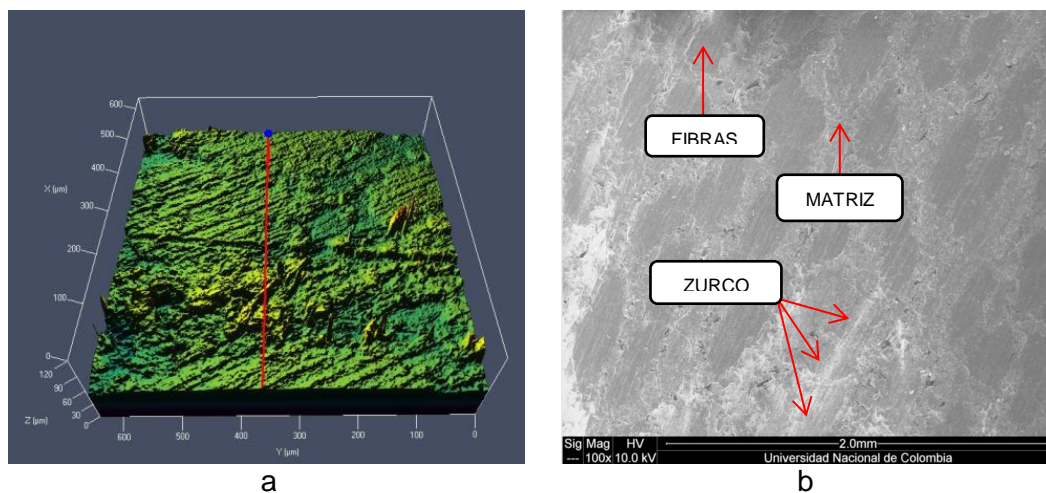 600
500
400
X [µm]
300
200
100
0
120
90
60
Z [µm]
30
0
600
500
400
300
200
100
0
Y [µm]
FIBRAS
MATRIZ
ZURCO
Sig Mag HV 2.0mm
--- 100x 10.0 kV Universidad Nacional de Colombia
a b